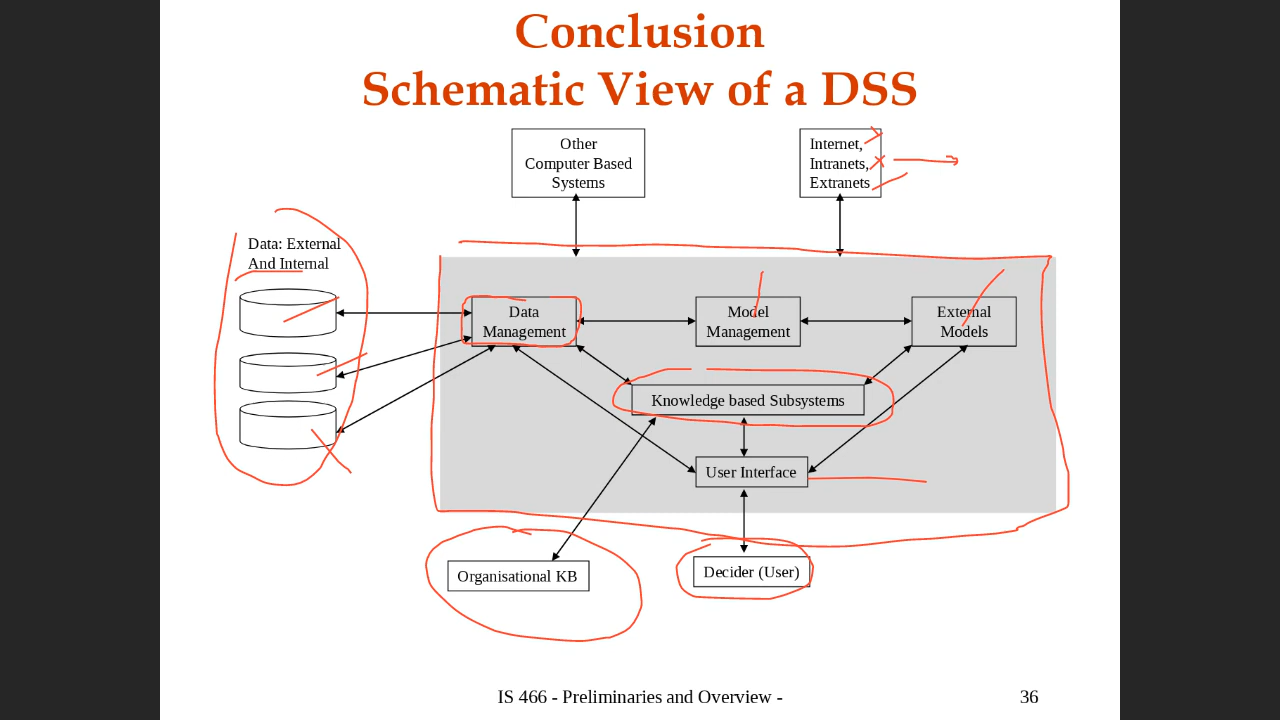 Conclusion
Schematic View of a DSS
Other
Computer Based
Systems
Internet,
Intranets,
Extranets
Data: External
And Internal
Data
Management
Model
Management
External
Models
Knowledge based Subsystems
User Interface
Organisational KB
Decider (User)
IS 466 - Preliminaries and Overview -
36